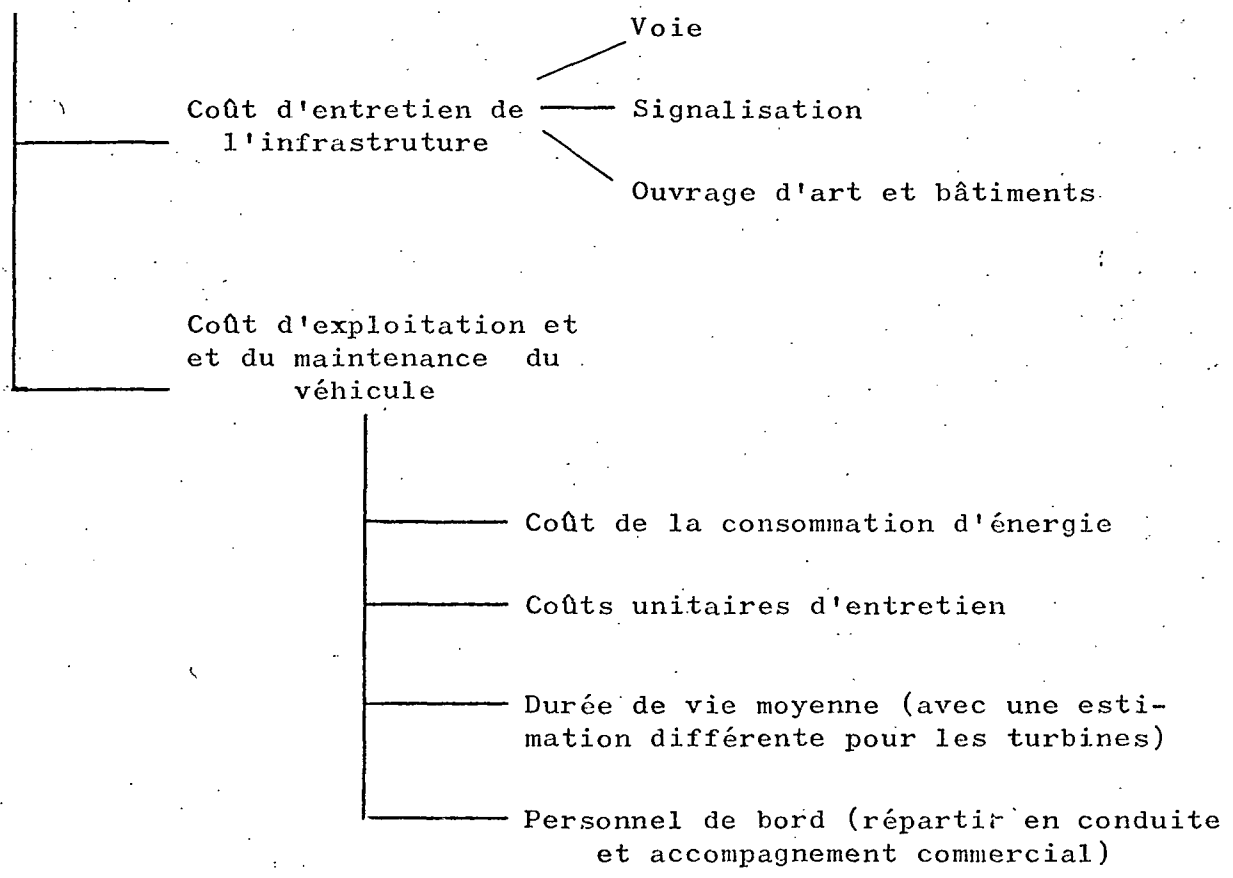 Voie
Coût d'entretien de
l'infrastruture
Signalisation
Ouvrage d'art et bâtiments
Coût d'exploitation et
et du maintenance du
véhicule
Coût de la consommation d'énergie
Coûts unitaires d'entretien
Durée de vie moyenne (avec une esti-
mation différente pour les turbines)
Personnel de bord (répartir en conduite
et accompagnement commercial)